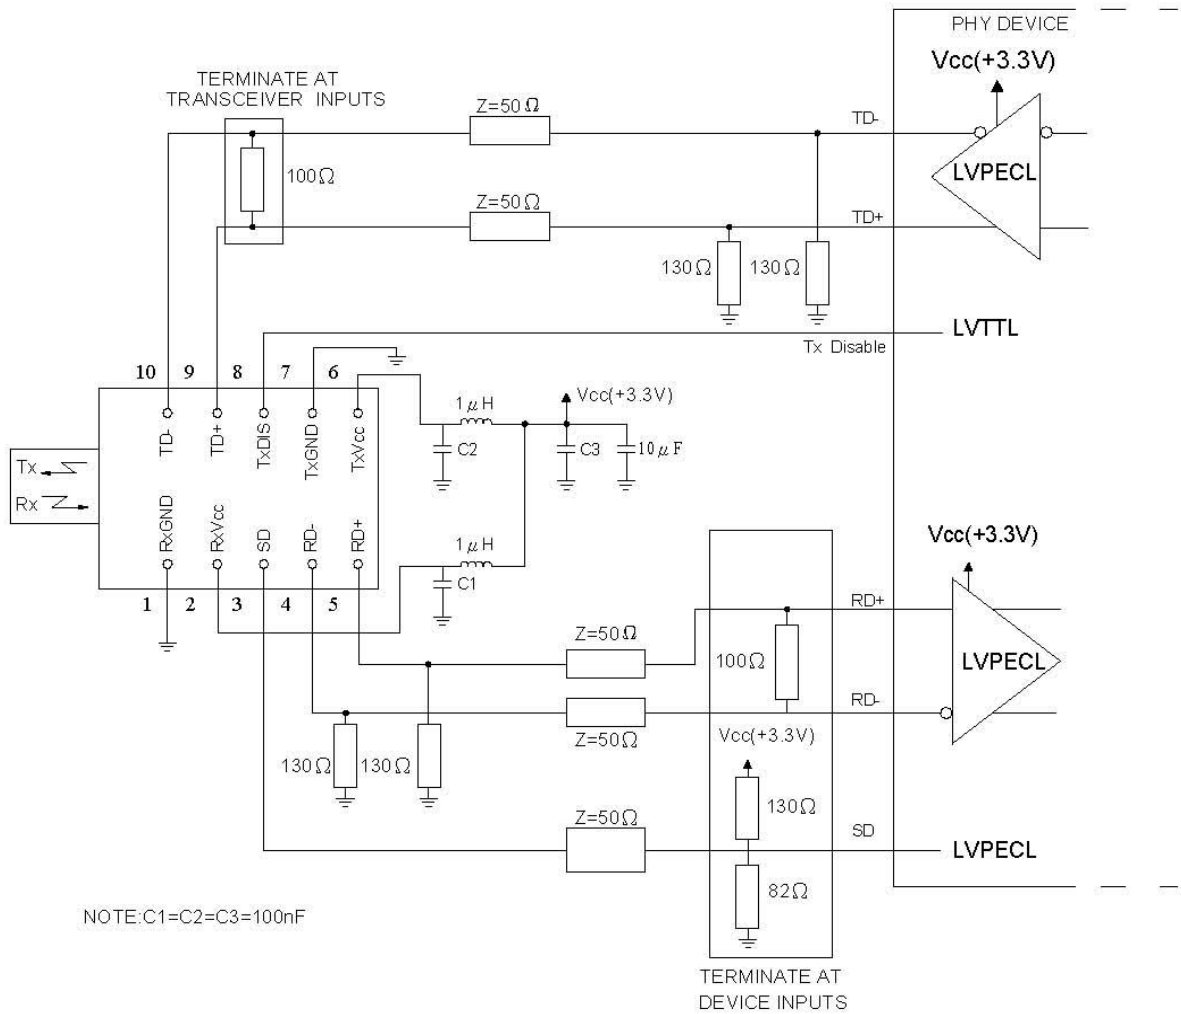 PHY DEVICE
Vcc(+3.3V)
TERMINATE AT
TRANSCEIVER INPUTS
Z=50Ω
TD-
100Ω
LVPECL
Z=50Ω
TD+
130Ω
130Ω
LVTTL
Tx Disable
10
9
8
7
6
TD-
TD+
TxDIS
TxGND
TxVcc
1μH
Vcc(+3.3V)
C2
C3
10μF
Tx
Rx
RxGND
RxVcc
SD
RD-
RD+
1μH
C1
1
2
3
4
5
Vcc(+3.3V)
RD+
Z=50Ω
100Ω
LVPECL
RD-
Z=50Ω
Vcc(+3.3V)
130Ω
130Ω
130Ω
Z=50Ω
SD
LVPECL
82Ω
NOTE:C1=C2=C3=100nF
TERMINATE AT
DEVICE INPUTS